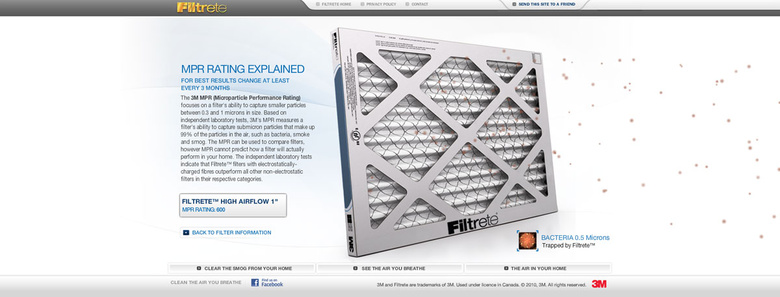 Filtrete
FILTRETE HOME
PRIVACY POLICY
CONTACT
SEND THIS SITE TO A FRIEND
MPR RATING EXPLAINED
FOR BEST RESULTS CHANGE AT LEAST
EVERY 3 MONTHS
The 3M MPR (Microparticle Performance Rating)
focuses on a filter's ability to capture smaller particles
between 0.3 and 1 microns in size. Based on
independent laboratory tests, 3M's MPR measures a
filter's ability to capture submicron particles that make up
99% of the particles in the air, such as bacteria, smoke
and smog. The MPR can be used to compare filters,
however MPR cannot predict how a filter will actually
perform in your home. The independent laboratory tests
indicate that Filtrete™ filters with electrostatically-
charged fibres outperform all other non-electrostatic
filters in their respective categories.
FILTRETE™ HIGH AIRFLOW 1"
MPR RATING: 600
BACK TO FILTER INFORMATION
Filtrete
Filtrete
3M
BACTERIA 0.5 Microns
Trapped by Filtrete™
CLEAR THE SMOG FROM YOUR HOME
SEE THE AIR YOU BREATHE
THE AIR IN YOUR HOME
CLEAN THE AIR YOU BREATHE
Find us on
Facebook
3M and Filtrete are trademarks of 3M. Used under license in Canada. © 2010, 3M. All rights reserved.
3M